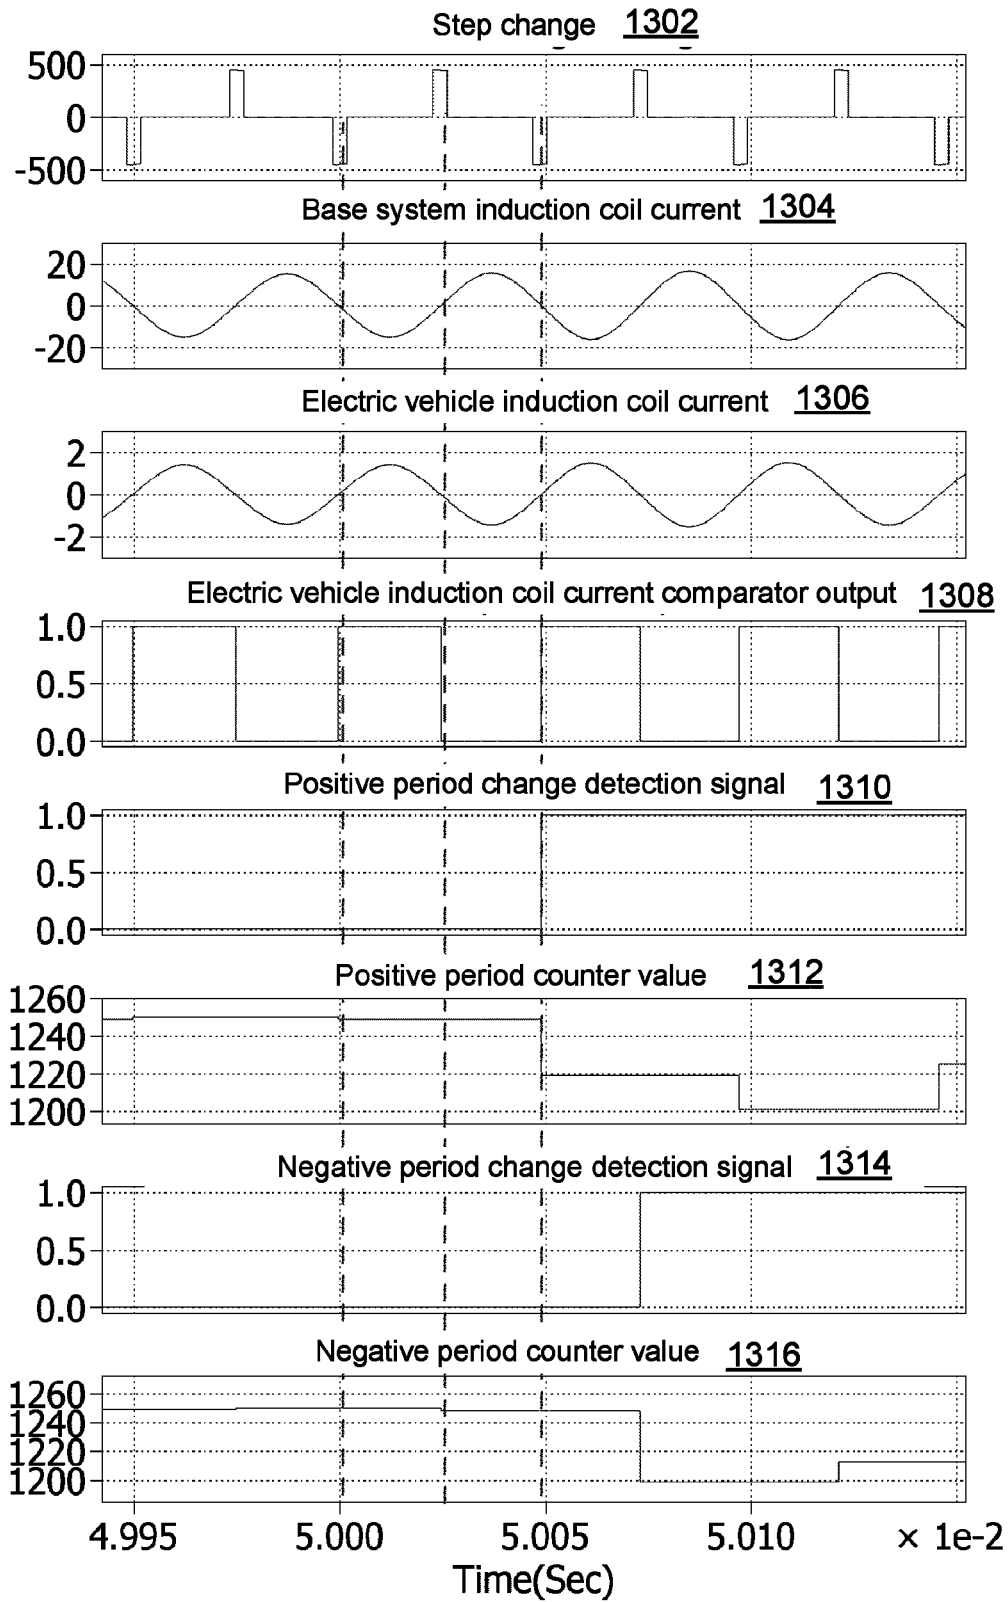 Step change 1302
500
0
-500
Base system induction coil current 1304
20
0
-20
Electric vehicle induction coil current 1306
2
0
-2
Electric vehicle induction coil current comparator output 1308
1.0
0.5
0.0
Positive period change detection signal 1310
1.0
0.5
0.0
Positive period counter value 1312
1260
1240
1220
1200
Negative period change detection signal 1314
1.0
0.5
0.0
Negative period counter value 1316
1260
1240
1220
1200
4.995 5.000 5.005 5.010 × 1e-2
Time(Sec)